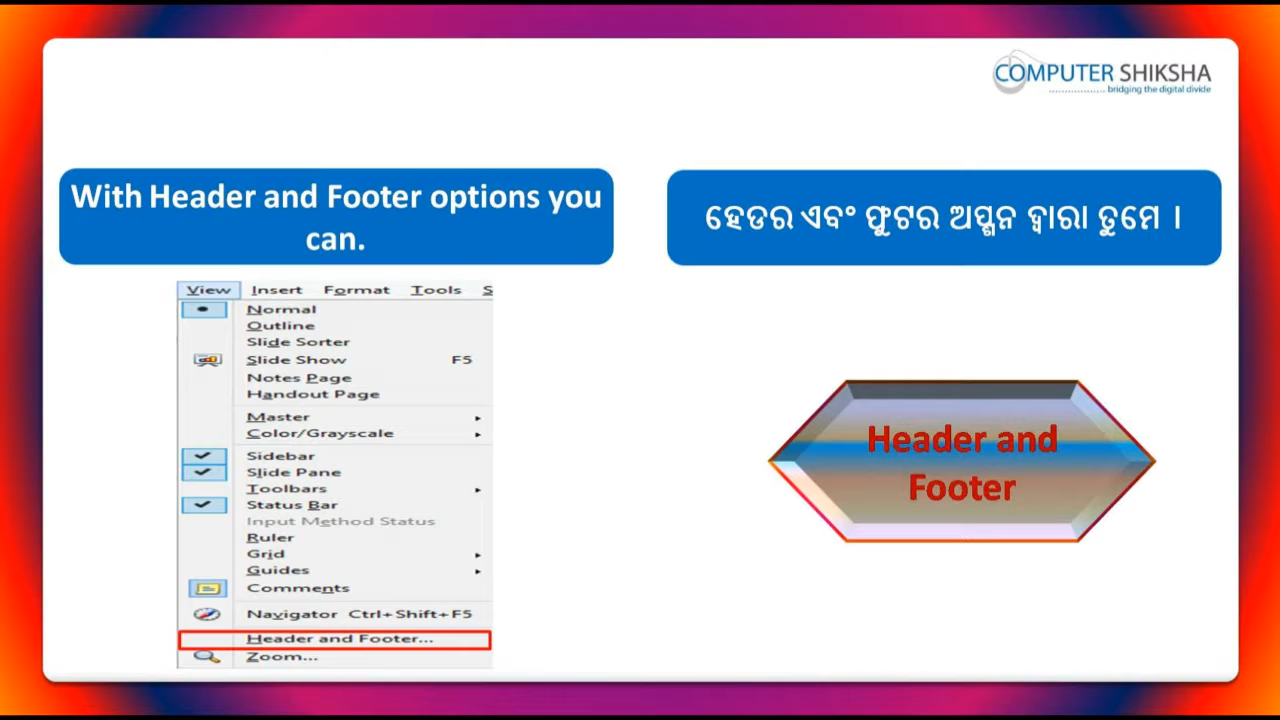 COMPUTER SHIKSHA
bridging the digital divide
With Header and Footer options you
can.
ହେଡର ଏବଂ ଫୁଟର ଅପ୍ସନ ଦ୍ୱାରା ତୁମେ ।
View Insert Format Tools S
Normal
Outline
Slide Sorter
Slide Show F5
Notes Page
Handout Page
Master
Color/Grayscale
Sidebar
Slide Pane
Toolbars
Status Bar
Input Method Status
Ruler
Grid
Guides
Comments
Navigator Ctrl+Shift+F5
Header and Footer...
Zoom...
Header and
Footer